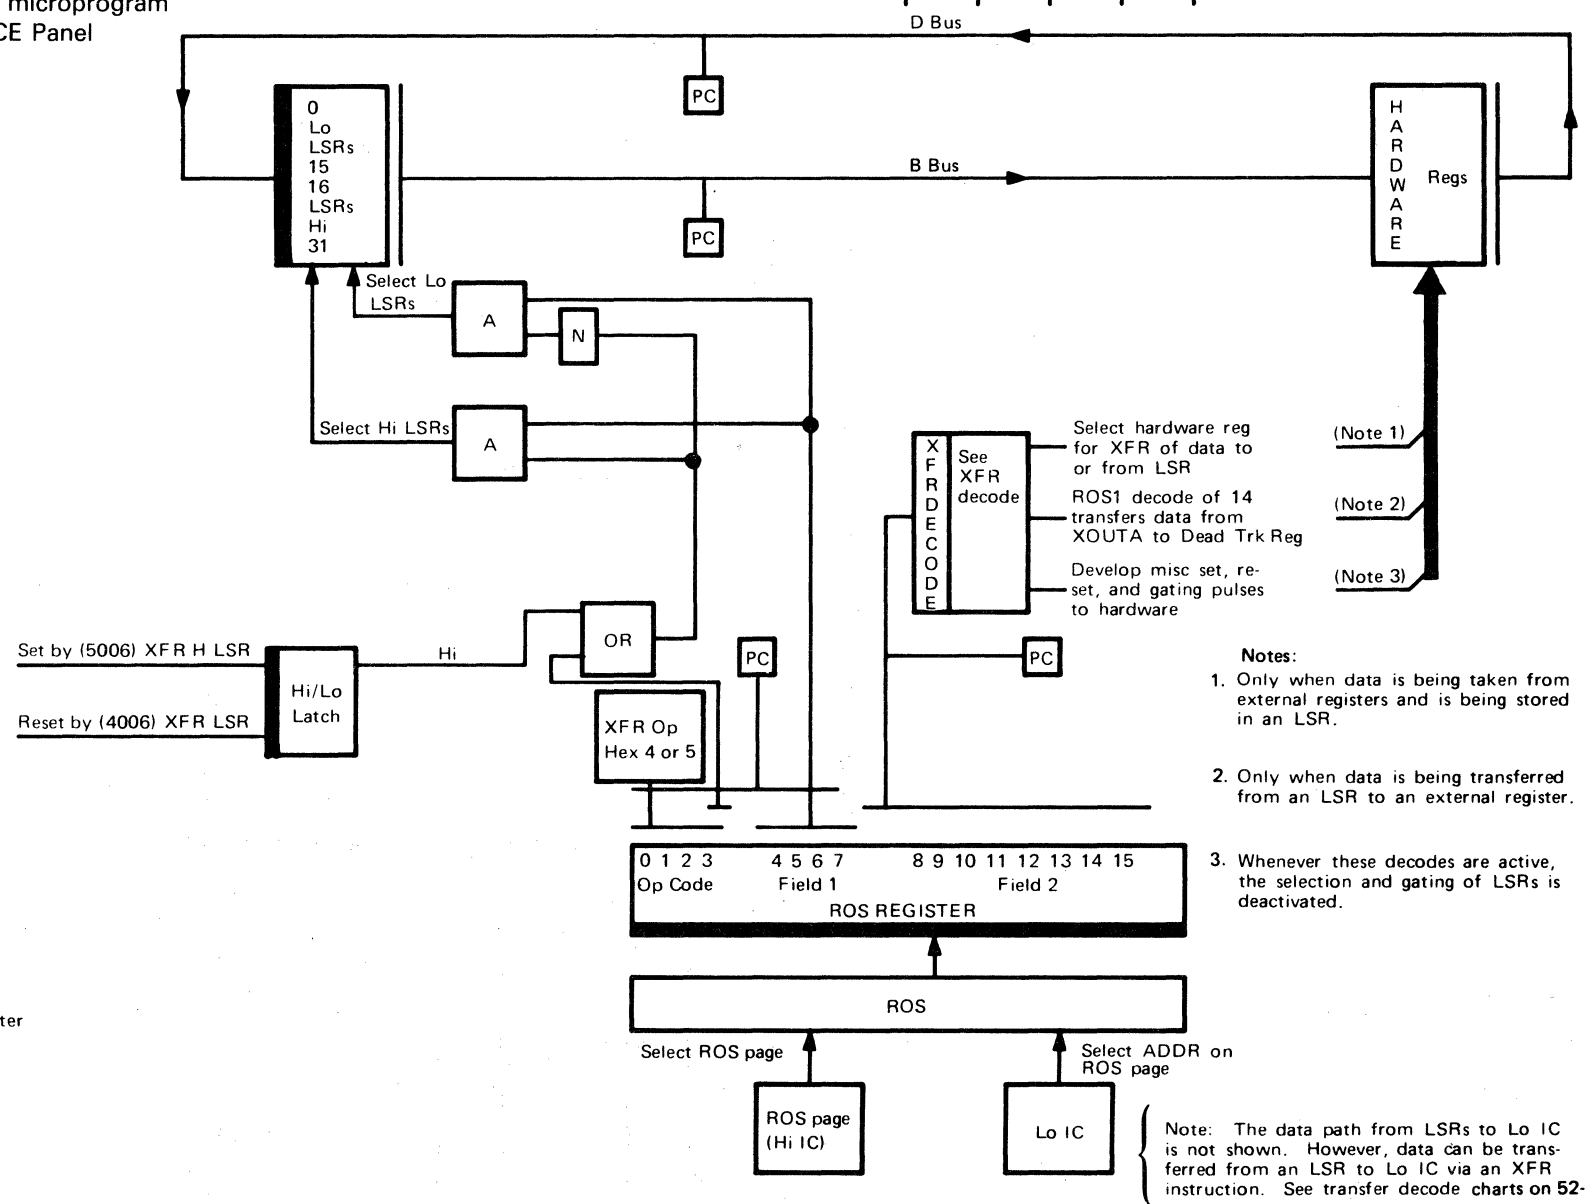 microprogram
CE Panel
D Bus
PC
0
Lo
LSRs
15
16
LSRs
Hi
31
B Bus
PC
HARDWARE
Regs
Select Lo
LSRs
A
N
Select Hi LSRs
A
XFRDECODE
See
XFR
decode
Select hardware reg
for XFR of data to
or from LSR
(Note 1)
ROS1 decode of 14
transfers data from
XOUTA to Dead Trk Reg
(Note 2)
Develop misc set, re-
set, and gating pulses
to hardware
(Note 3)
Set by (5006) XFR H LSR
Reset by (4006) XFR LSR
Hi/Lo
Latch
Hi
OR
PC
PC
XFR Op
Hex 4 or 5
Notes:
1. Only when data is being taken from
external registers and is being stored
in an LSR.
2. Only when data is being transferred
from an LSR to an external register.
3. Whenever these decodes are active,
the selection and gating of LSRs is
deactivated.
0 1 2 3 4 5 6 7 8 9 10 11 12 13 14 15
Op Code Field 1 Field 2
ROS REGISTER
ROS
ter
Select ROS page
Select ADDR on
ROS page
ROS page
(Hi IC)
Lo IC
Note: The data path from LSRs to Lo IC
is not shown. However, data can be trans-
ferred from an LSR to Lo IC via an XFR
instruction. See transfer decode charts on 52-